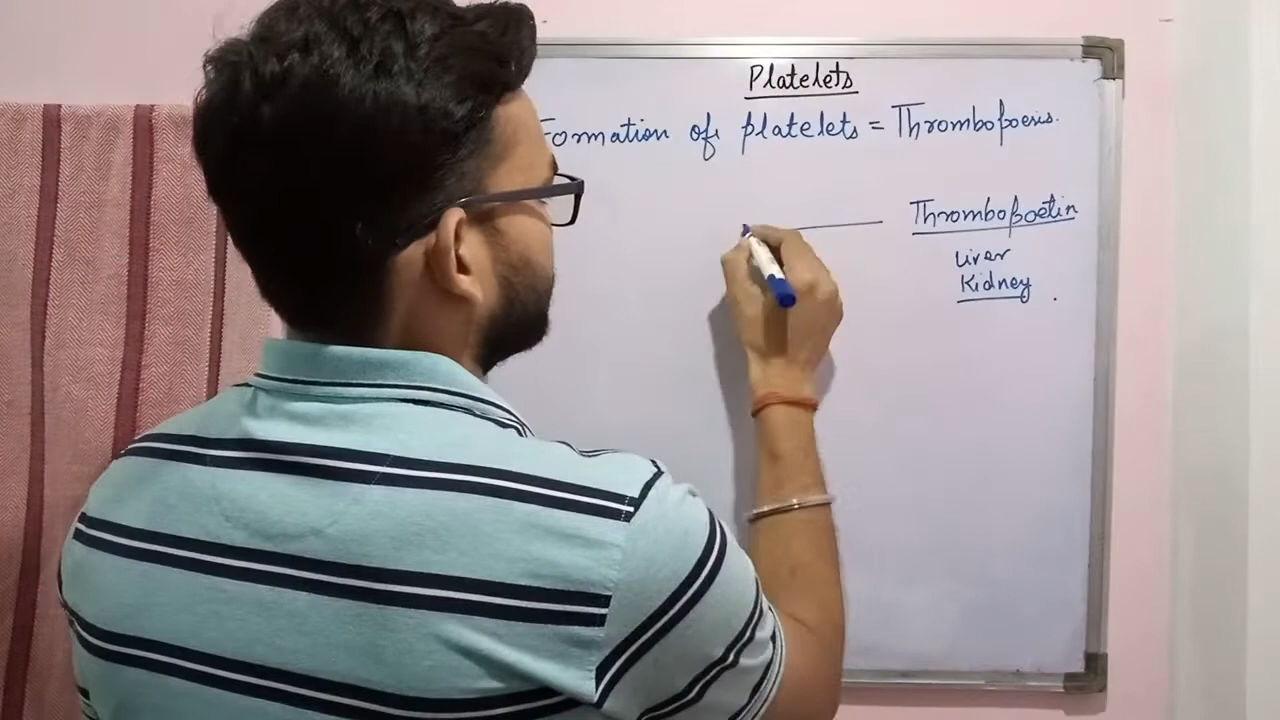 Platelets
Formation of platelets = Thrombopoesis.
Thrombopoetin
Liver
Kidney